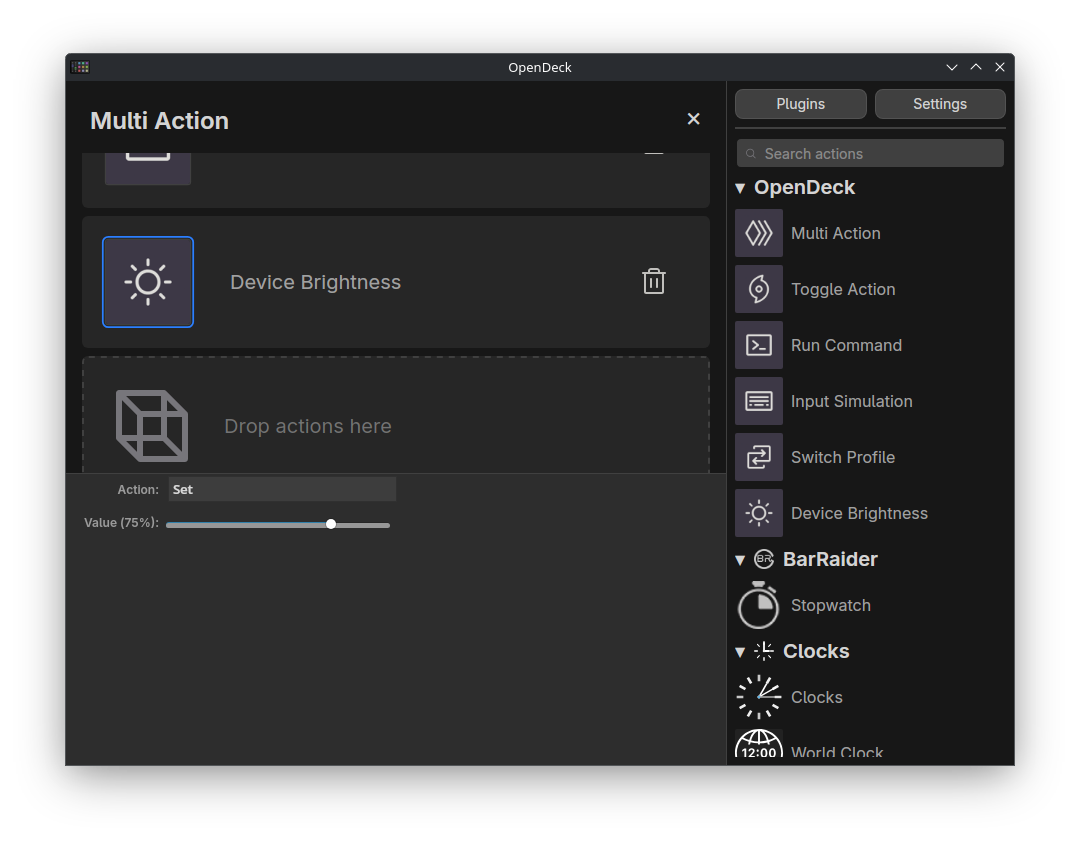 OpenDeck
Multi Action
Device Brightness
Drop actions here
Action: Set
Value (75%):
Plugins
Settings
Search actions
OpenDeck
Multi Action
Toggle Action
Run Command
Input Simulation
Switch Profile
Device Brightness
BR BarRaider
Stopwatch
Clocks
Clocks
12:00 World Clock